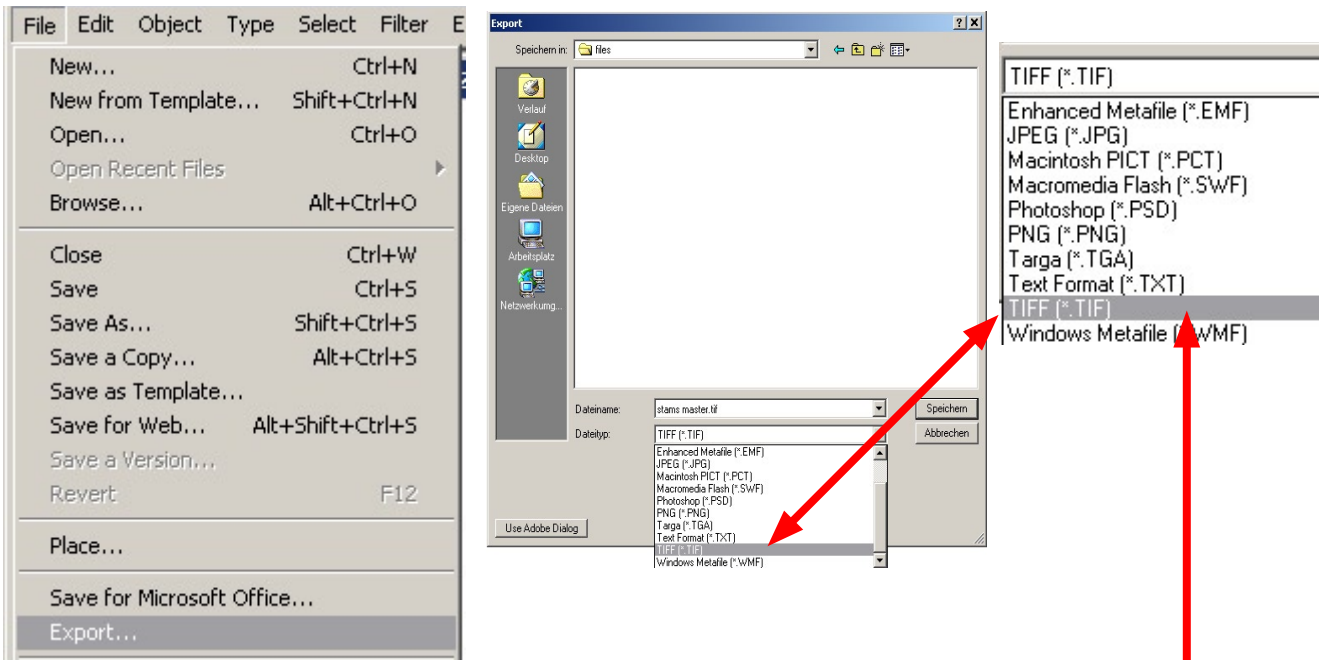 File Edit Object Type Select Filter E
New... Ctrl+N
New from Template... Shift+Ctrl+N
Open... Ctrl+O
Open Recent Files
Browse... Alt+Ctrl+O
Close Ctrl+W
Save Ctrl+S
Save As... Shift+Ctrl+S
Save a Copy... Alt+Ctrl+S
Save as Template...
Save for Web... Alt+Shift+Ctrl+S
Save a Version...
Revert F12
Place...
Save for Microsoft Office...
Export...
Export
Speichern in: files
Verlauf
Desktop
Eigene Dateien
Arbeitsplatz
Netzwerkumg...
Dateiname: stams master.tif Speichern
Dateityp: TIFF (*.TIF) Abbrechen
Enhanced Metafile (*.EMF)
JPEG (*.JPG)
Macintosh PICT (*.PCT)
Macromedia Flash (*.SWF)
Photoshop (*.PSD)
PNG (*.PNG)
Targa (*.TGA)
Text Format (*.TXT)
TIFF (*.TIF)
Windows Metafile (*.WMF)
Use Adobe Dialog
TIFF (*.TIF)
Enhanced Metafile (*.EMF)
JPEG (*.JPG)
Macintosh PICT (*.PCT)
Macromedia Flash (*.SWF)
Photoshop (*.PSD)
PNG (*.PNG)
Targa (*.TGA)
Text Format (*.TXT)
TIFF (*.TIF)
Windows Metafile (*.WMF)